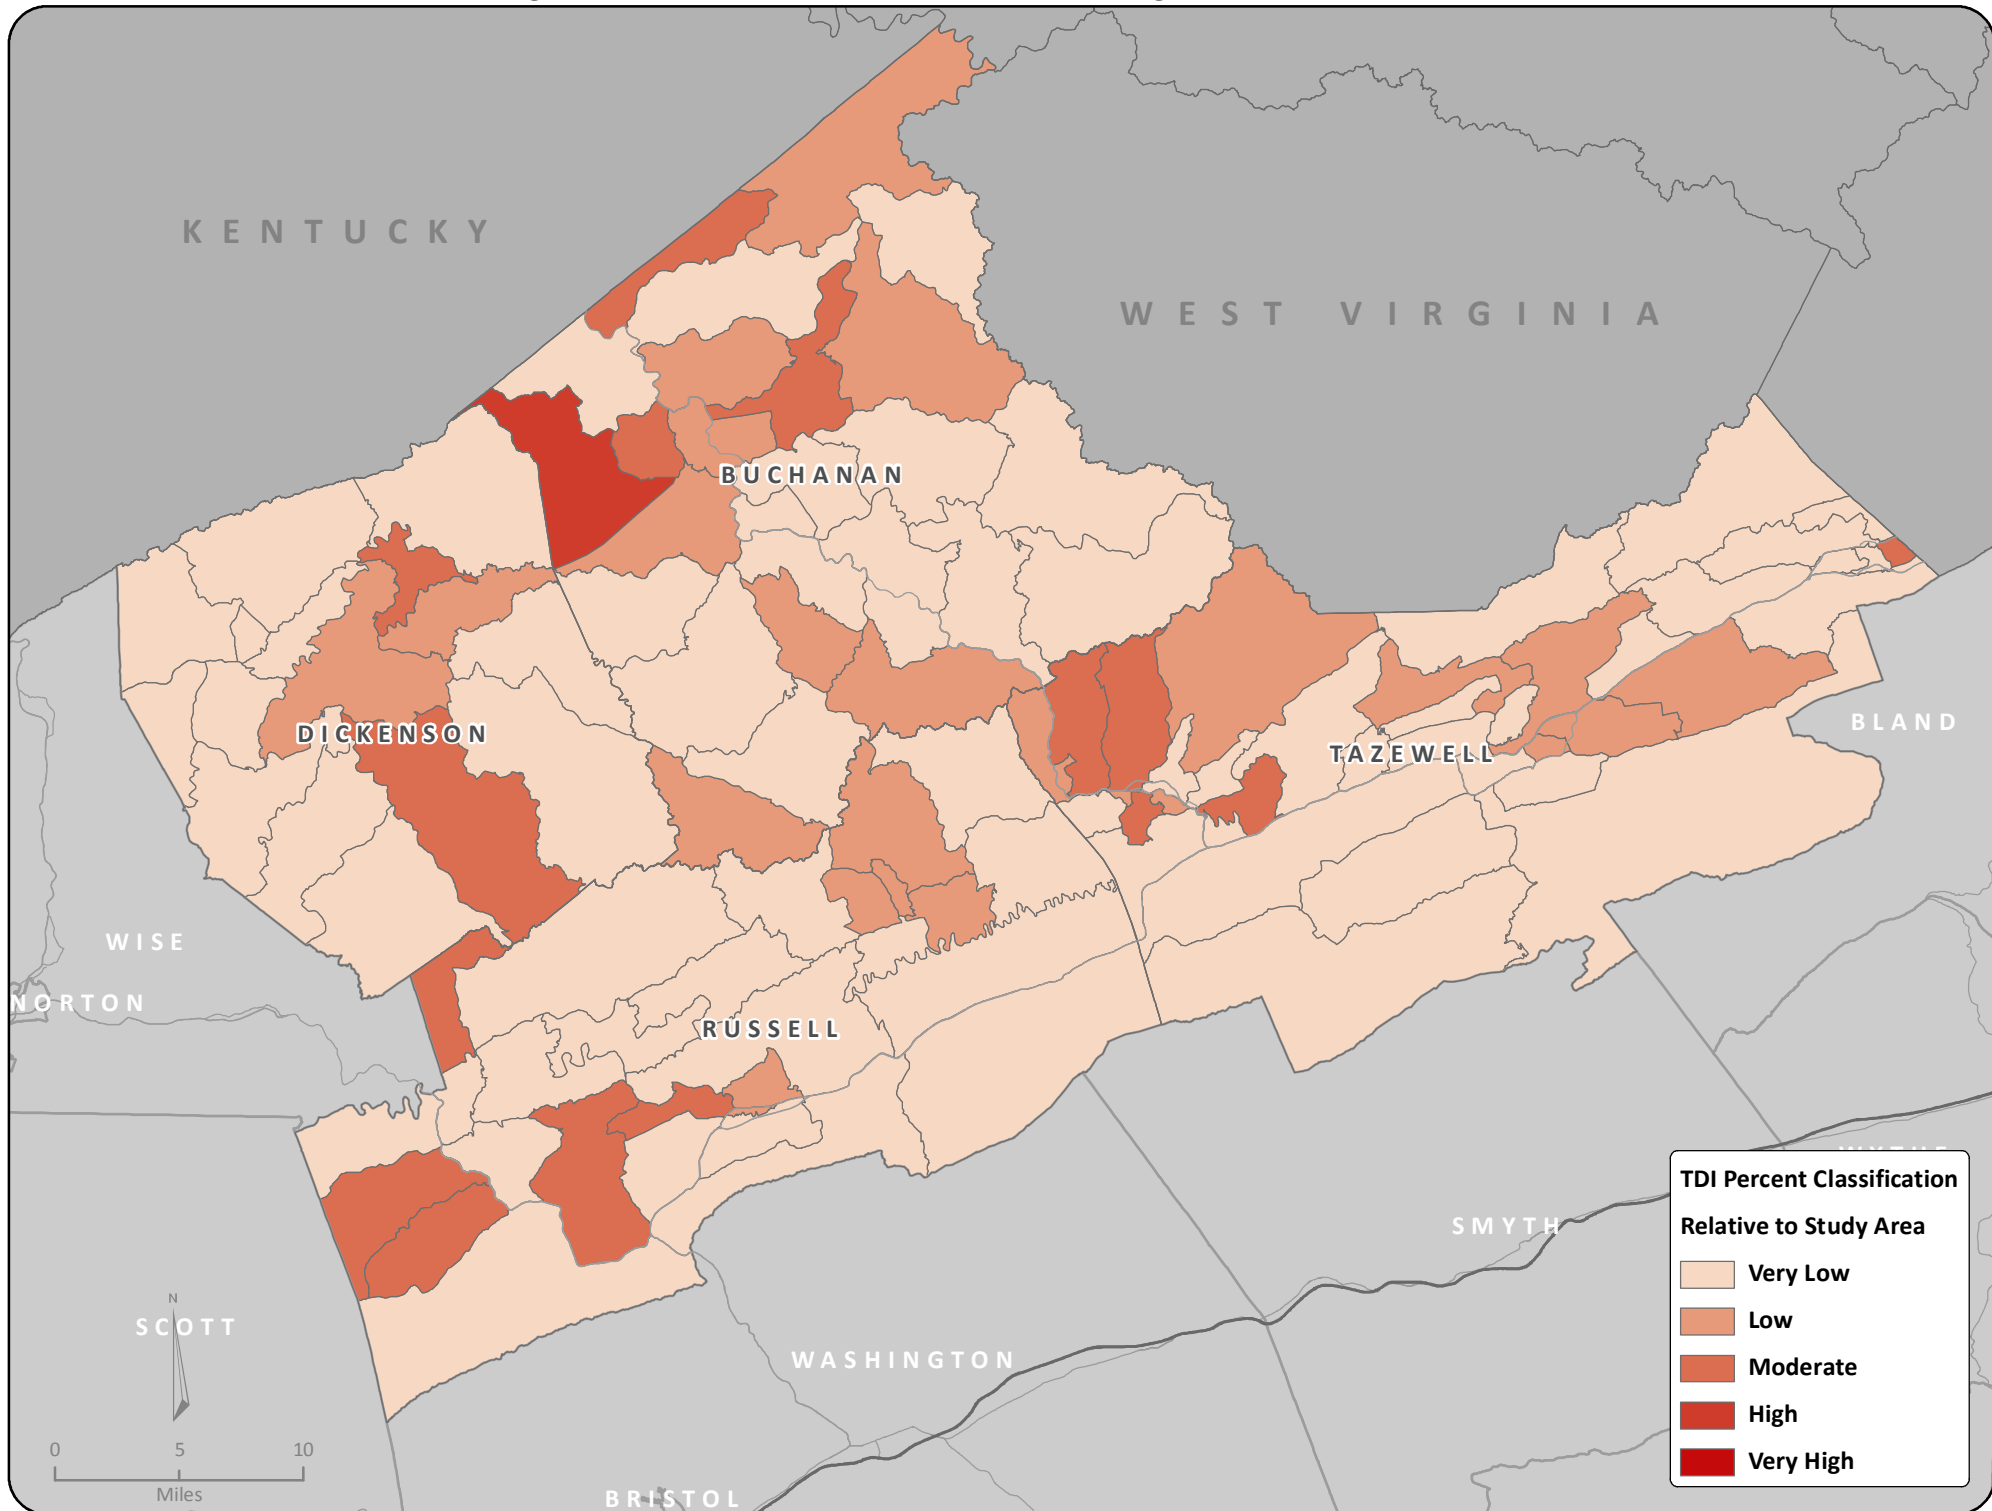 KENTUCKY
WEST VIRGINIA
BUCHANAN
DICKENSON
TAZEWELL
BLAND
WISE
NORTON
RUSSELL
SMYTH
SCOTT
WASHINGTON
BRISTOL
N
0 5 10
Miles
TDI Percent Classification
Relative to Study Area
Very Low
Low
Moderate
High
Very High